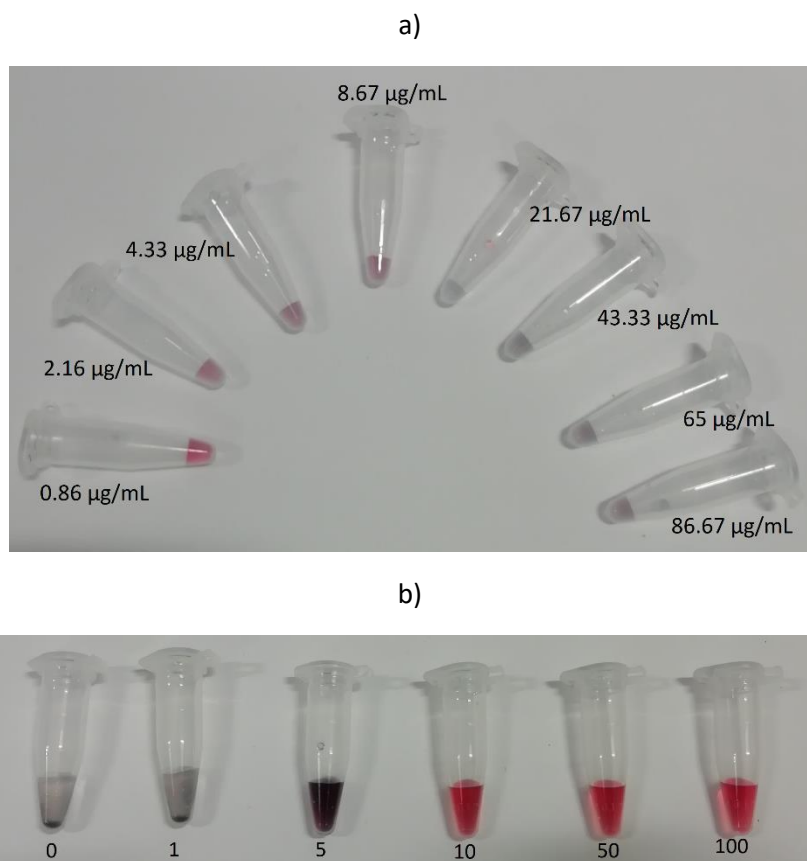 a)
8.67 µg/mL
4.33 µg/mL
21.67 µg/mL
2.16 µg/mL
43.33 µg/mL
0.86 µg/mL
65 µg/mL
86.67 µg/mL
b)
0 1 5 10 50 100